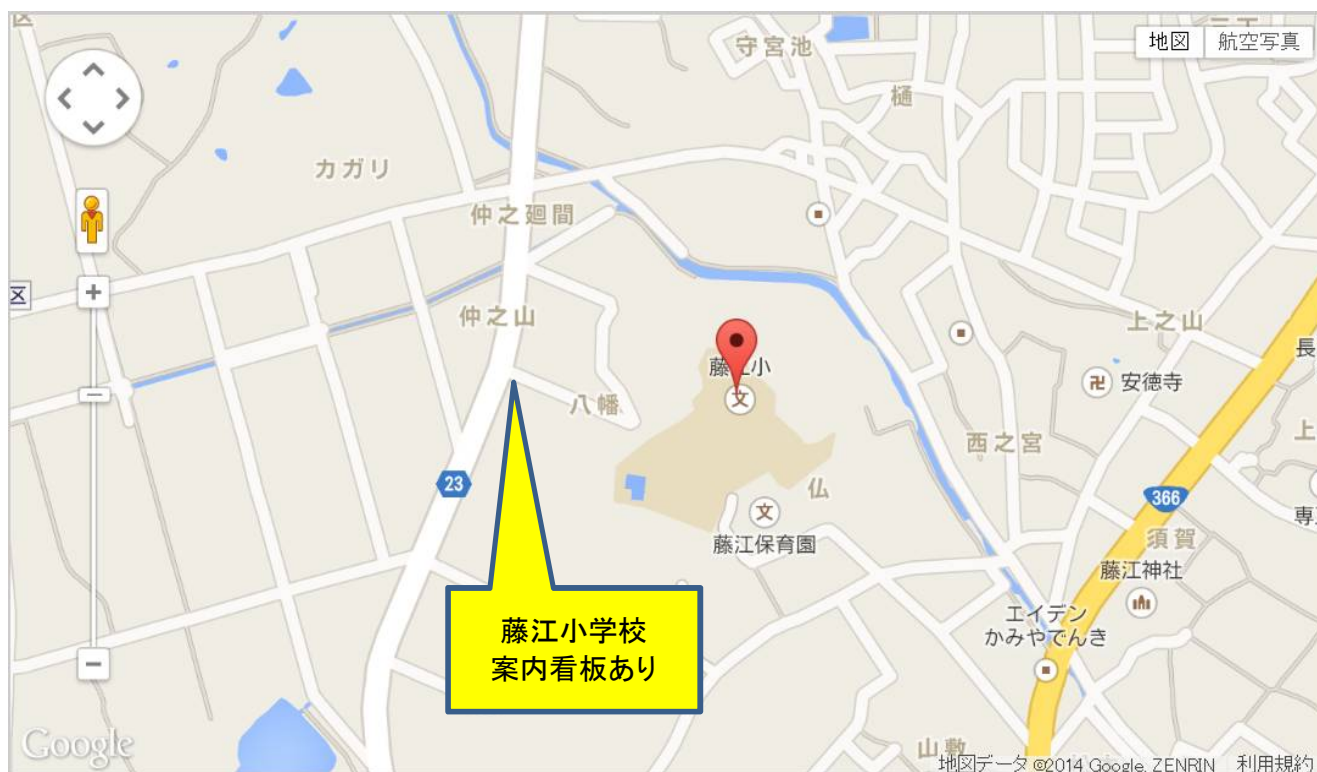 区
守宮池
地図
航空写真
樋
カガリ
仲之廻間
区
仲之山
上之山
長
藤江小
文
卍
安徳寺
八幡
西之宮
上
23
仏
366
文
専
藤江保育園
須賀
藤江神社
エイデン
かみやでんき
藤江小学校
案内看板あり
Google
山敷
地図データ ©2014 Google, ZENRIN
利用規約